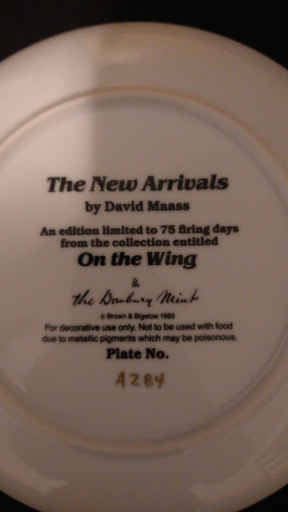 The New Arrivals
by David Maass
An edition limited to 75 firing days
from the collection entitled
On the Wing
&
the Danbury Mint
© Brown & Bigelow
For decorative use only. Not to be used with food
due to metallic pigments which may be poisonous.
Plate No.
A284